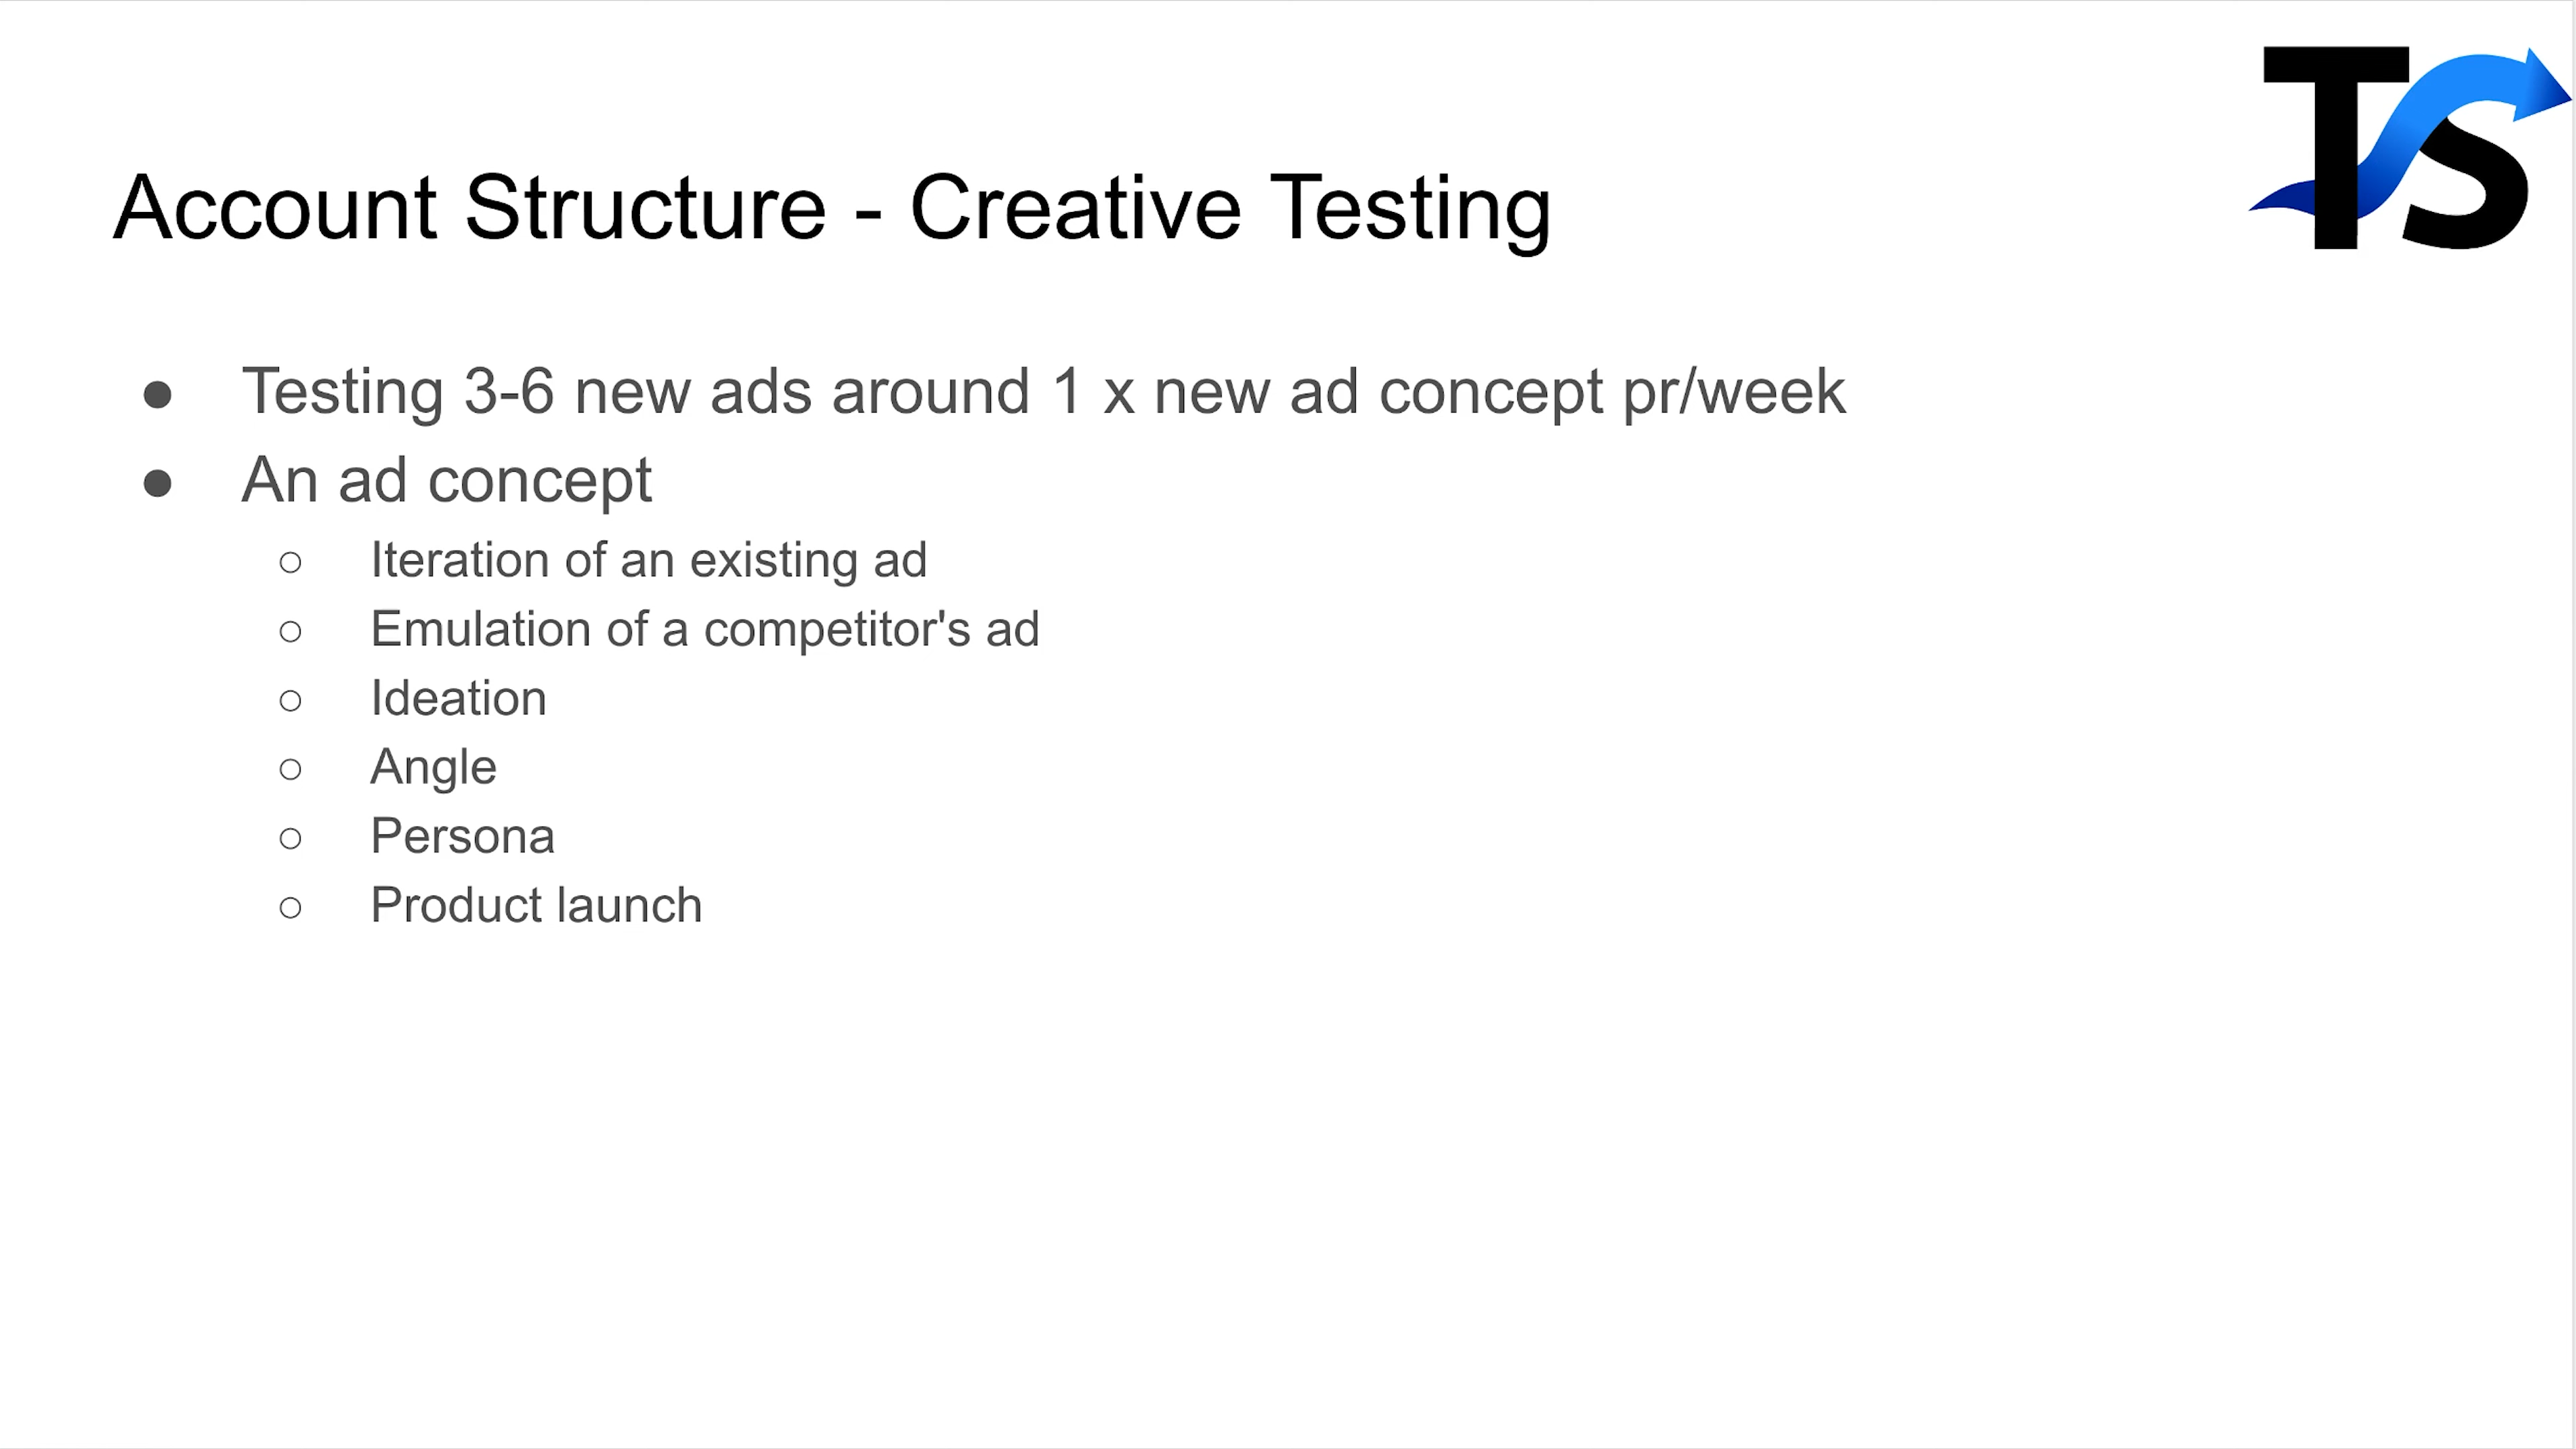 TS
Account Structure - Creative Testing
● Testing 3-6 new ads around 1 x new ad concept pr/week
● An ad concept
○ Iteration of an existing ad
○ Emulation of a competitor's ad
○ Ideation
○ Angle
○ Persona
○ Product launch